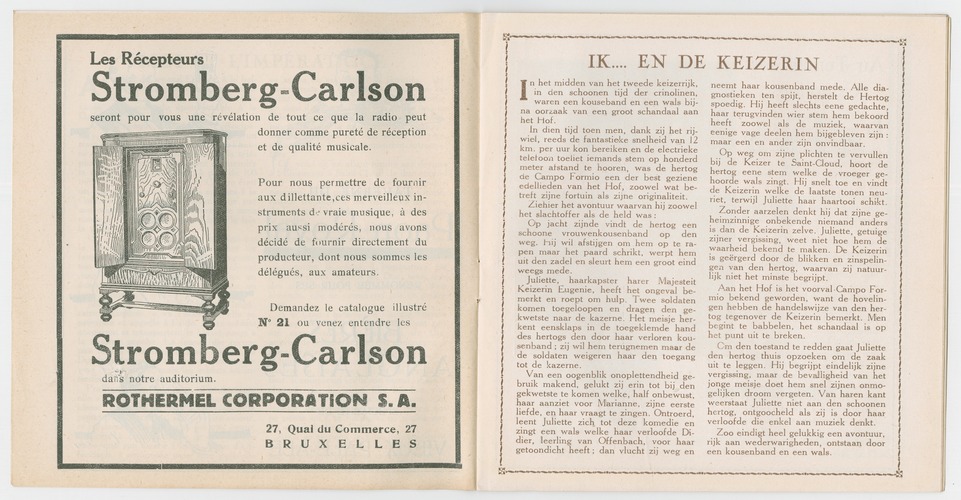 Les Récepteurs
Stromberg-Carlson
seront pour vous une révélation de tout ce que la radio peut
donner comme pureté de réception
et de qualité musicale.
Pour nous permettre de fournir
aux dillettante,ces merveilleux in-
struments de vraie musique, à des
prix aussi modérés, nous avons
décidé de fournir directement du
producteur, dont nous sommes les
délégués, aux amateurs.
Demandez le catalogue illustré
N° 21 ou venez entendre les
Stromberg-Carlson
dans notre auditorium.
ROTHERMEL CORPORATION S. A.
27, Quai du Commerce, 27
BRUXELLES
IK.... EN DE KEIZERIN
In het midden van het tweede keizerrijk,
in den schoonen tijd der crinolinen,
waren een kouseband en een wals bij-
na oorzaak van een groot schandaal aan
het Hof.
In dien tijd toen men, dank zij het rij-
wiel, reeds de fantastieke snelheid van 12
km. per uur kon bereiken en de electrieke
telefoon toeliet iemands stem op honderd
meter afstand te hooren, was de hertog
de Campo Formio een der best geziene
edellieden van het Hof, zoowel wat be-
treft zijne fortuin als zijne originaliteit.
Ziehier het avontuur waarvan hij zoowel
het slachtoffer als de held was :
Op jacht zijnde vindt de hertog een
schoone vrouwenkouseband op den
weg. Hij wil afstijgen om hem op te ra-
pen maar het paard schrikt, werpt hem
uit den zadel en sleurt hem een groot eind
weegs mede.
Juliette, haarkapster harer Majesteit
Keizerin Eugenie, heeft het ongeval be-
merkt en roept om hulp. Twee soldaten
komen toegeloopen en dragen den ge-
kwetste naar de kazerne. Het meisje her-
kent eensklaps in de toegeklemde hand
des hertogs den door haar verloren kou-
senband ; zij wil hem terugnemen maar de
de soldaten weigeren haar den toegang
tot de kazerne.
Van een oogenblik onoplettendheid ge-
bruik makend, gelukt zij erin tot bij den
gekwetste te komen welke, half onbewust,
haar aanziet voor Marianne, zijne eerste
liefde, en haar vraagt te zingen. Ontroerd,
leent Juliette zich tot deze komedie en
zingt een wals welke haar verloofde Di-
dier, leerling van Offenbach, voor haar
getoondicht heeft ; dan vlucht zij weg en
neemt haar kousenband mede. Alle dia-
gnostieken ten spijt, herstelt de Hertog
spoedig. Hij heeft slechts eene gedachte,
haar terugvinden wier stem hem bekoord
heeft zoowel als de muziek, waarvan
eenige vage deelen hem bijgebleven zijn :
maar een en ander zijn onvindbaar.
Op weg om zijne plichten te vervullen
bij de Keizer te Saint-Cloud, hoort de
hertog eene stem welke de vroeger ge-
hoorde wals zingt. Hij snelt toe en vindt
de Keizerin welke de laatste tonen neu-
riet, terwijl Juliette haar haartooi schikt.
Zonder aarzelen denkt hij dat zijne ge-
heimzinnige onbekende niemand anders
is dan de Keizerin zelve. Juliette, getuige
zijner vergissing, weet niet hoe hem de
waarheid bekend te maken. De Keizerin
is geërgerd door de blikken en zinspelin-
gen van den hertog, waarvan zij natuur-
lijk niet het minste begrijpt.
Aan het Hof is het voorval Campo For-
mio bekend geworden, want de hovelin-
gen hebben de handelswijze van den her-
tog tegenover de Keizerin bemerkt. Men
begint te babbelen, het schandaal is op
het punt uit te breken.
Om den toestand te redden gaat Juliette
den hertog thuis opzoeken om de zaak
uit te leggen. Hij begrijpt eindelijk zijne
vergissing, maar de bevalligheid van het
jonge meisje doet hem snel zijnen onmo-
gelijken droom vergeten. Van haren kant
weerstaat Juliette niet aan den schoonen
hertog, ontgoocheld als zij is door haar
verloofde die enkel aan muziek denkt.
Zoo eindigt heel gelukkig een avontuur,
rijk aan wederwarigheden, ontstaan door
een kousenband en een wals.